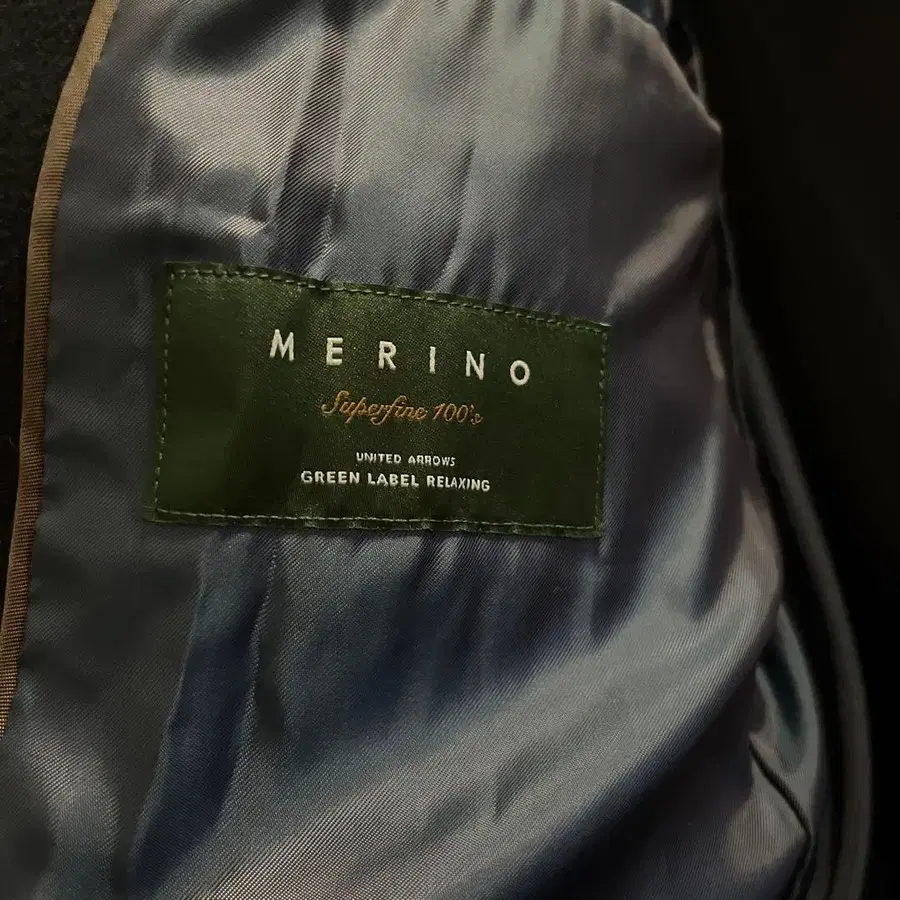 MERINO
Superfine 100's
UNITED ARROWS
GREEN LABEL RELAXING